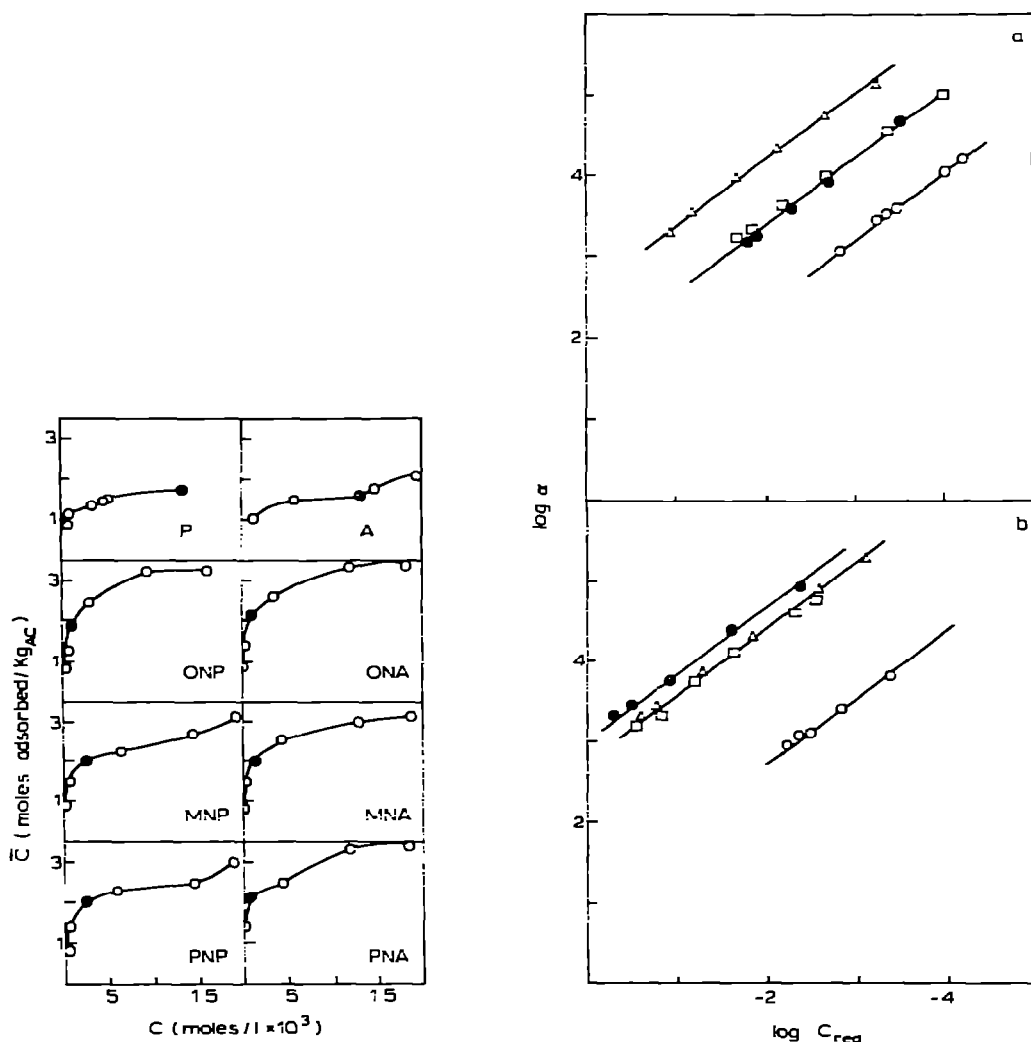 3
1
P
A
3
1
ONP
ONA
3
1
MNP
MNA
3
1
PNP
PNA
C̅ (moles adsorbed/Kg_AC)
5
15
5
15
C (moles/l×10³)
a
4
2
log α
b
4
2
-2
-4
log C_req